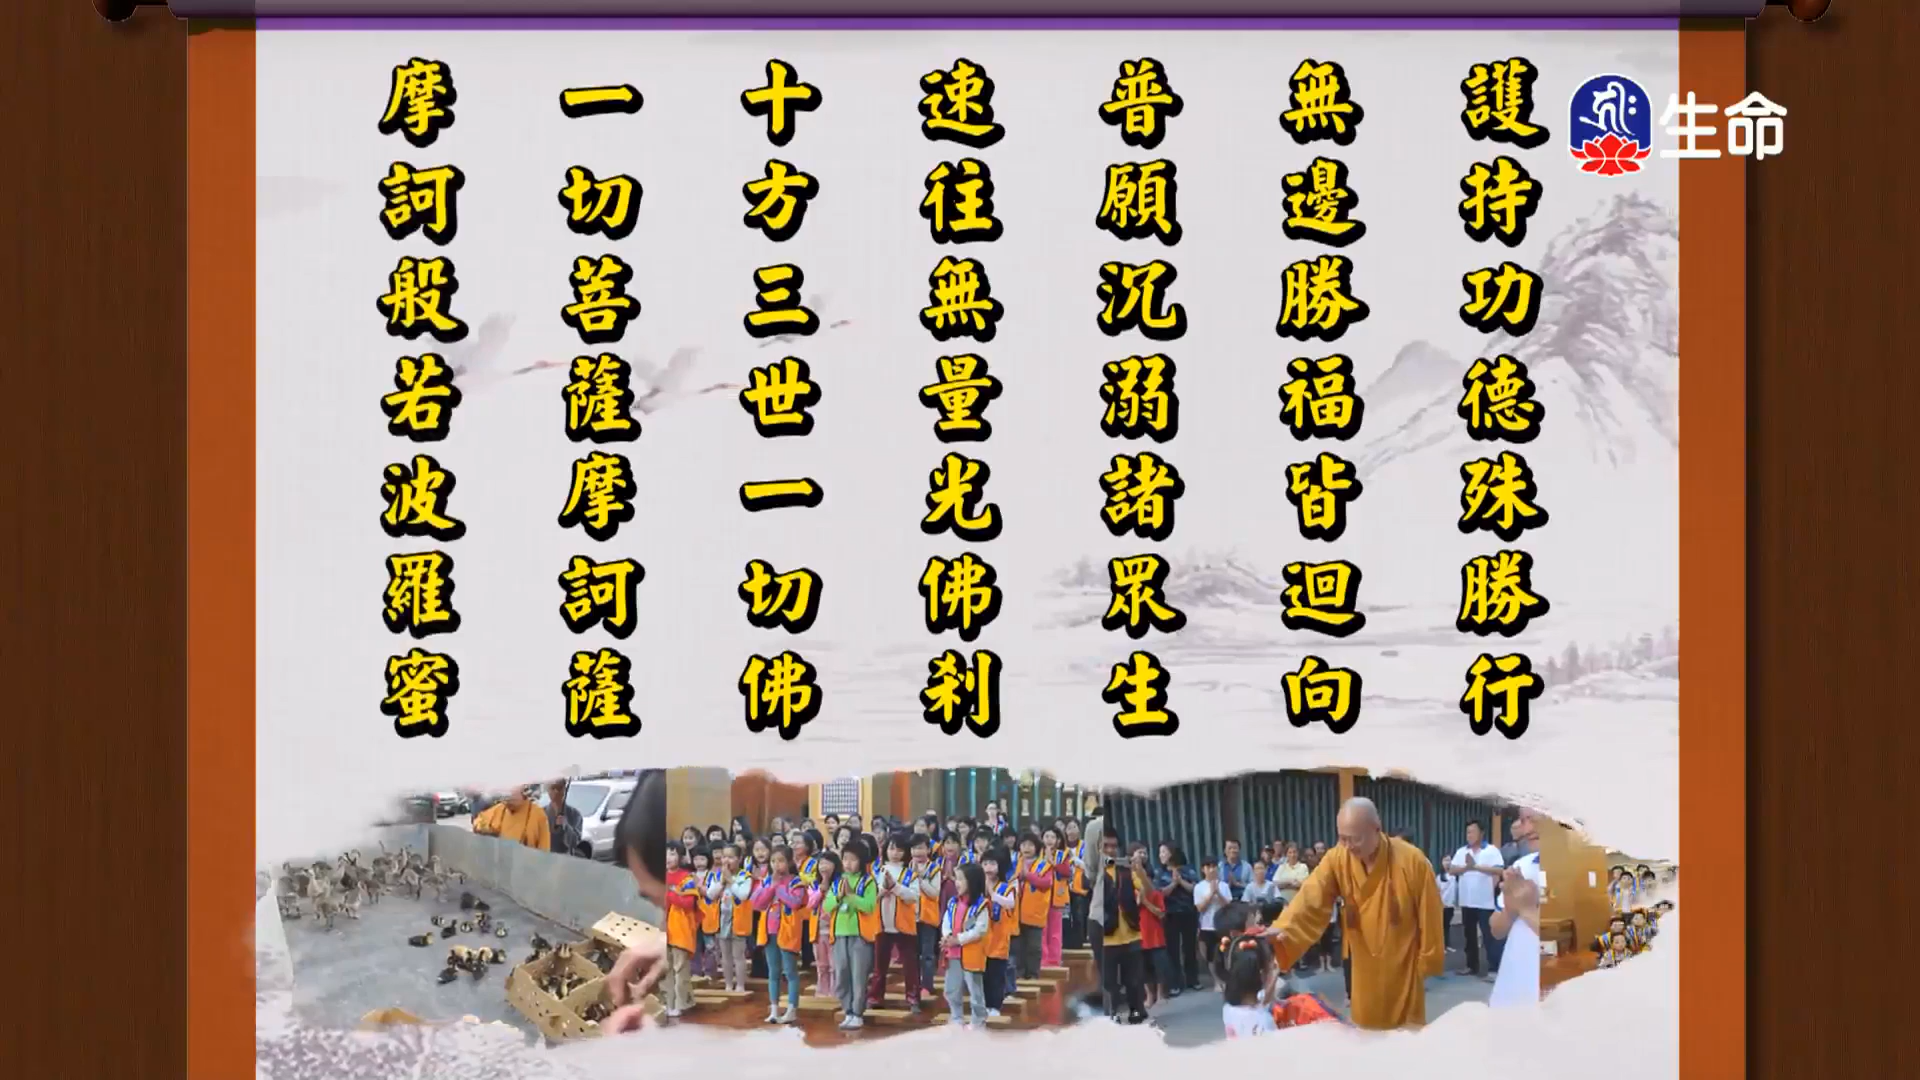 護持功德殊勝行
無邊勝福皆迴向
普願沉溺諸眾生
速往無量光佛剎
十方三世一切佛
一切菩薩摩訶薩
摩訶般若波羅蜜
生命